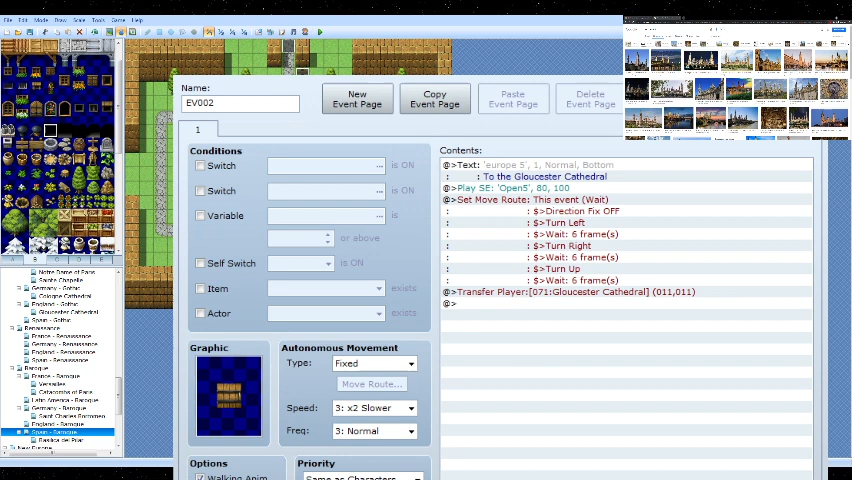 File Edit Mode Draw Scale Tools Game Help
Name:
EV002
New
Event Page
Copy
Event Page
Paste
Event Page
Delete
Event Page
1
Conditions
Switch ... is ON
Switch ... is ON
Variable ... is
or above
Self Switch is ON
Item exists
Actor exists
Graphic
Autonomous Movement
Type: Fixed
Move Route...
Speed: 3: x2 Slower
Freq: 3: Normal
Options
Walking Anim
Priority
Same as Characters
Contents:
@>Text: 'europe 5', 1, Normal, Bottom
: : To the Gloucester Cathedral
@>Play SE: 'Open5', 80, 100
@>Set Move Route: This event (Wait)
: : $>Direction Fix OFF
: : $>Turn Left
: : $>Wait: 6 frame(s)
: : $>Turn Right
: : $>Wait: 6 frame(s)
: : $>Turn Up
: : $>Wait: 6 frame(s)
@>Transfer Player:[071:Gloucester Cathedral] (011,011)
@>
A B C D E
Notre Dame of Paris
Sainte Chapelle
Germany - Gothic
Cologne Cathedral
England - Gothic
Gloucester Cathedral
Spain - Gothic
Renaissance
France - Renaissance
Germany - Renaissance
England - Renaissance
Spain - Renaissance
Baroque
France - Baroque
Versailles
Catacombs of Paris
Latin America - Baroque
Germany - Baroque
Saint Charles Borromeo
England - Baroque
Spain - Baroque
Basilica del Pilar
New Europe